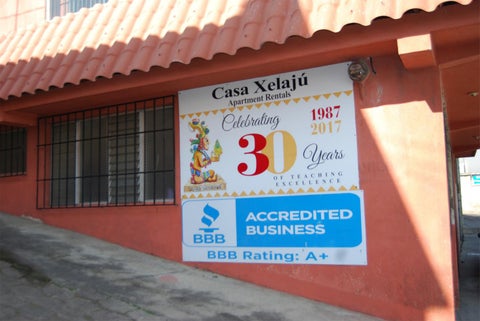 Casa Xelajú
Apartment Rentals
Celebrating
1987
2017
30
Years
OF TEACHING
EXCELLENCE
BBB
ACCREDITED
BUSINESS
BBB Rating: A+